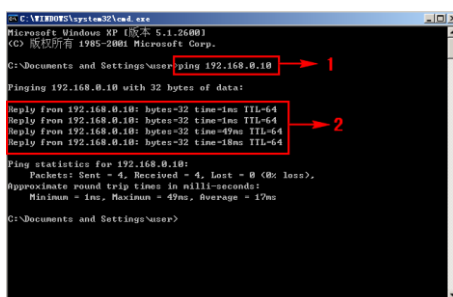 C:\WINDOWS\system32\cmd.exe
Microsoft Windows XP [版本 5.1.2600]
(C) 版权所有 1985-2001 Microsoft Corp.
C:\Documents and Settings\user>ping 192.168.0.10
1
Pinging 192.168.0.10 with 32 bytes of data:
Reply from 192.168.0.10: bytes=32 time=1ms TTL=64
Reply from 192.168.0.10: bytes=32 time=1ms TTL=64
Reply from 192.168.0.10: bytes=32 time=49ms TTL=64
Reply from 192.168.0.10: bytes=32 time=18ms TTL=64
2
Ping statistics for 192.168.0.10:
Packets: Sent = 4, Received = 4, Lost = 0 (0% loss),
Approximate round trip times in milli-seconds:
Minimum = 1ms, Maximum = 49ms, Average = 17ms
C:\Documents and Settings\user>